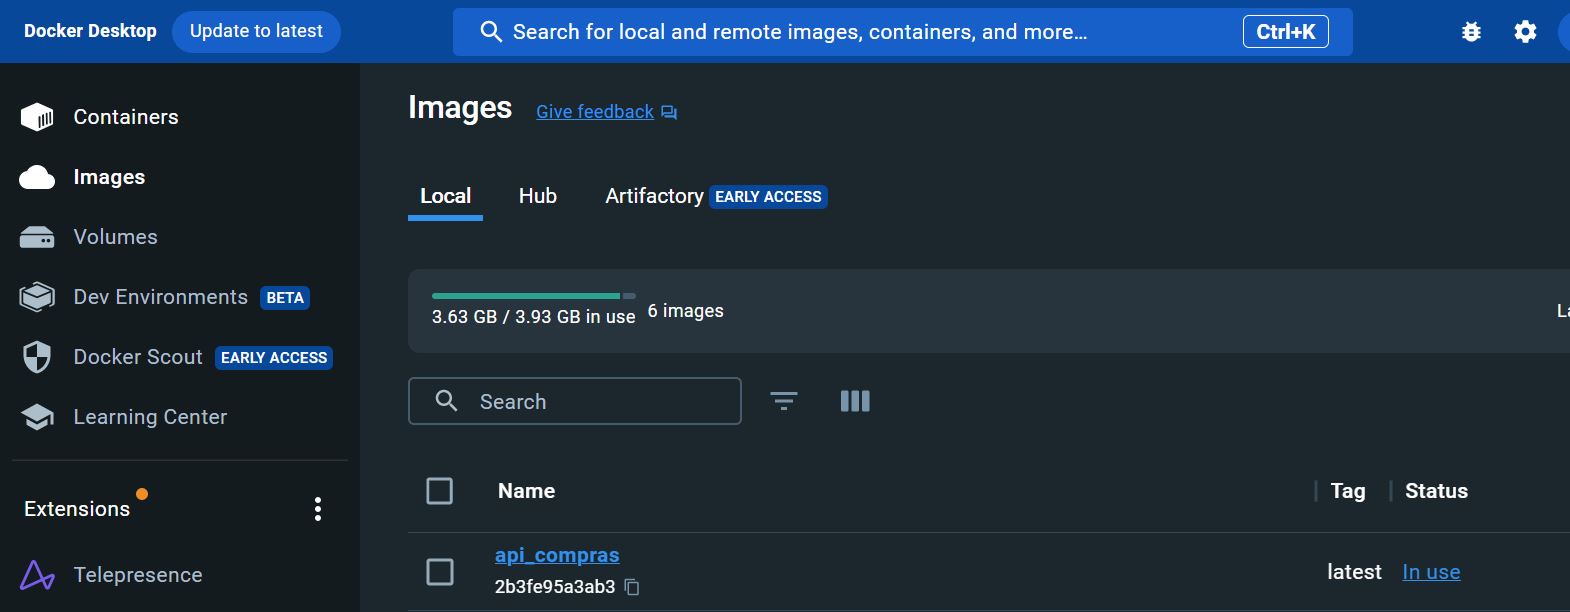 Docker Desktop Update to latest Search for local and remote images, containers, and more... Ctrl+K
Containers
Images
Volumes
Dev Environments BETA
Docker Scout EARLY ACCESS
Learning Center
Extensions
Telepresence
Images Give feedback
Local Hub Artifactory EARLY ACCESS
3.63 GB / 3.93 GB in use 6 images
Search
Name Tag Status
api_compras latest In use
2b3fe95a3ab3